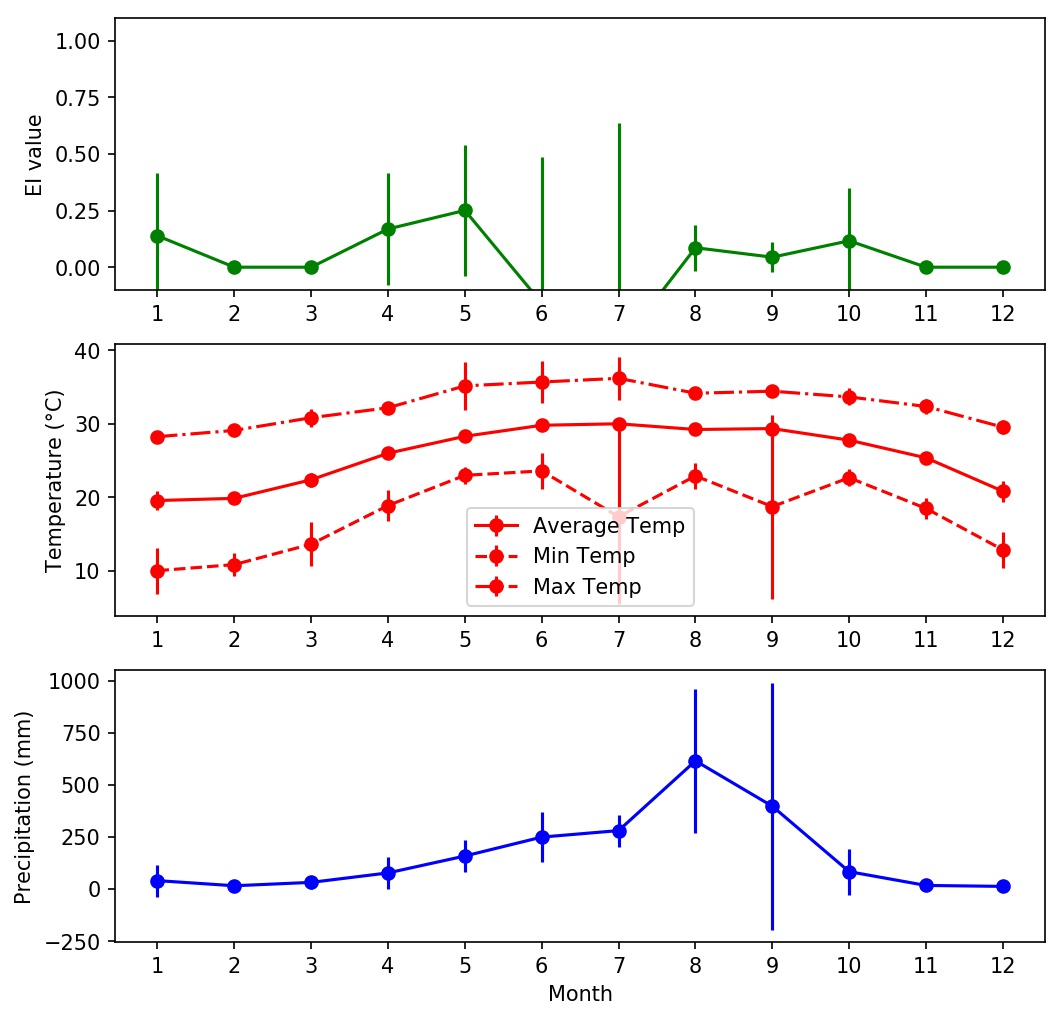 1.00
0.75
0.50
0.25
0.00
EI value
1 2 3 4 5 6 7 8 9 10 11 12
40
30
20
10
Temperature (°C)
Average Temp
Min Temp
Max Temp
1 2 3 4 5 6 7 8 9 10 11 12
1000
750
500
250
0
−250
Precipitation (mm)
1 2 3 4 5 6 7 8 9 10 11 12
Month